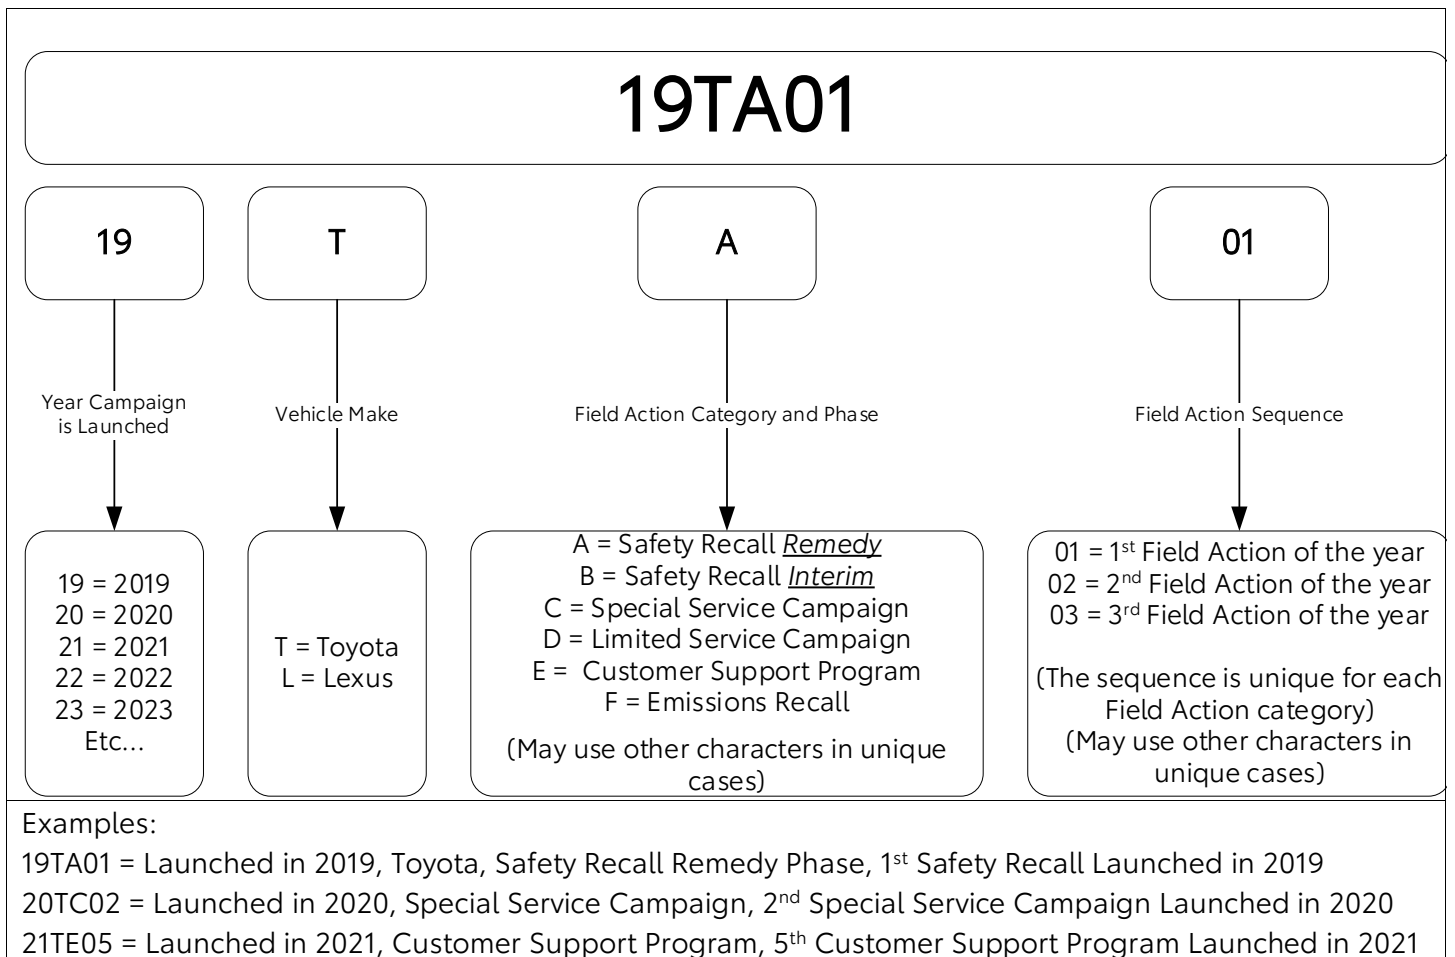 19TA01
19
T
A
01
Year Campaign
is Launched
Vehicle Make
Field Action Category and Phase
Field Action Sequence
19 = 2019
20 = 2020
21 = 2021
22 = 2022
23 = 2023
Etc...
T = Toyota
L = Lexus
A = Safety Recall Remedy
B = Safety Recall Interim
C = Special Service Campaign
D = Limited Service Campaign
E =  Customer Support Program
F = Emissions Recall
(May use other characters in unique
cases)
01 = 1st Field Action of the year
02 = 2nd Field Action of the year
03 = 3rd Field Action of the year
(The sequence is unique for each
Field Action category)
(May use other characters in
unique cases)
Examples:
19TA01 = Launched in 2019, Toyota, Safety Recall Remedy Phase, 1st Safety Recall Launched in 2019
20TC02 = Launched in 2020, Special Service Campaign, 2nd Special Service Campaign Launched in 2020
21TE05 = Launched in 2021, Customer Support Program, 5th Customer Support Program Launched in 2021